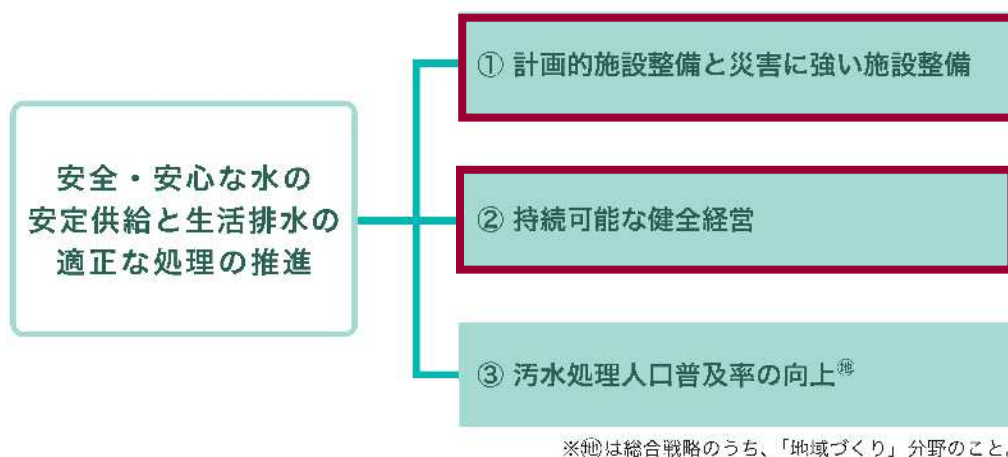 安全・安心な水の
安定供給と生活排水の
適正な処理の推進
① 計画的施設整備と災害に強い施設整備
② 持続可能な健全経営
③ 汚水処理人口普及率の向上㊞
※㊞は総合戦略のうち、「地域づくり」分野のこと。